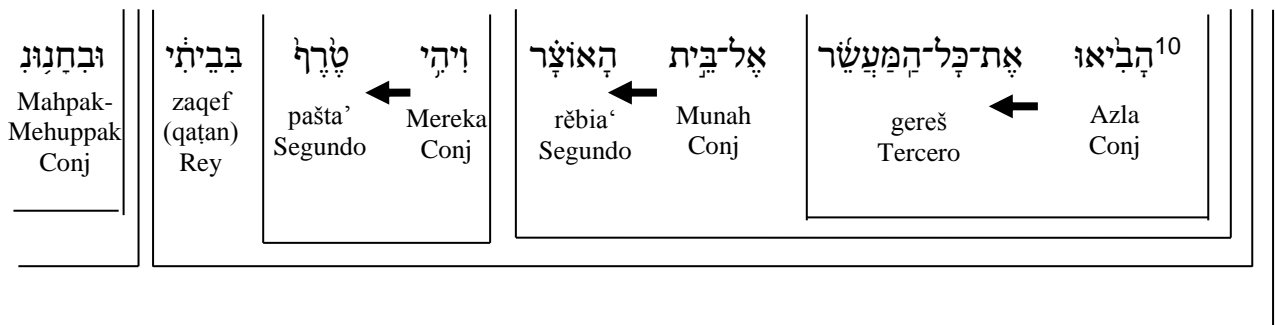 10הָבִ֨יאוּ אֶת־כָּל־הַֽמַּעֲשֵׂ֜ר אֶל־בֵּ֣ית הָאוֹצָ֗ר וִיהִ֥י טֶ֙רֶף֙ בְּבֵיתִ֔י וּבְחָנ֥וּנִ
Azla
Conj
gereš
Tercero
Munah
Conj
rĕbia‘
Segundo
Mereka
Conj
pašta’
Segundo
zaqef
(qaṭan)
Rey
Mahpak-
Mehuppak
Conj